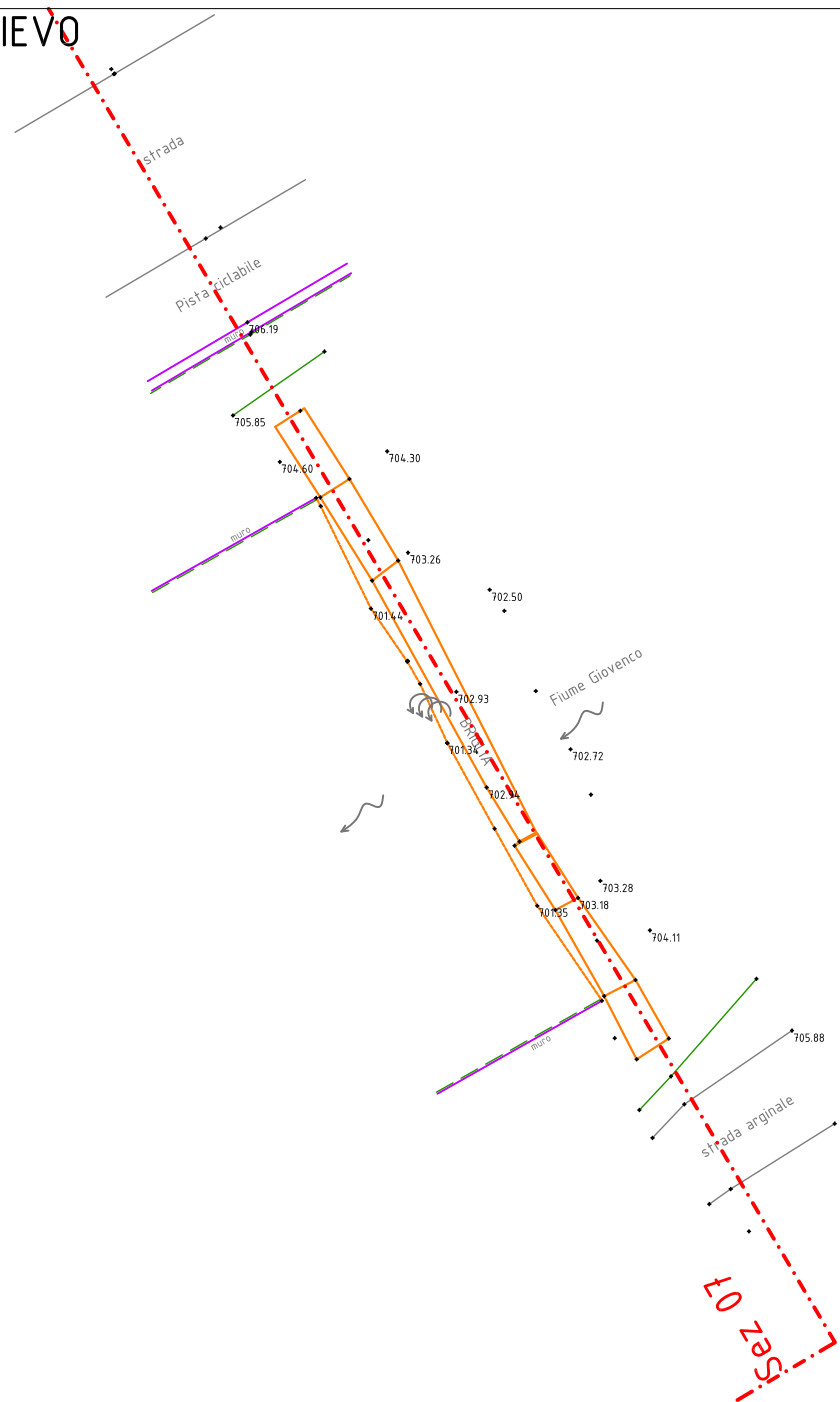 IEVO
strada
Pista ciclabile
706.19
muro
705.85
704.30
704.60
muro
703.26
702.50
701.44
Fiume Giovenco
702.93
BRIGLIA
701.34
702.72
702.94
703.28
703.18
701.35
704.11
705.88
muro
strada arginale
Sez 07